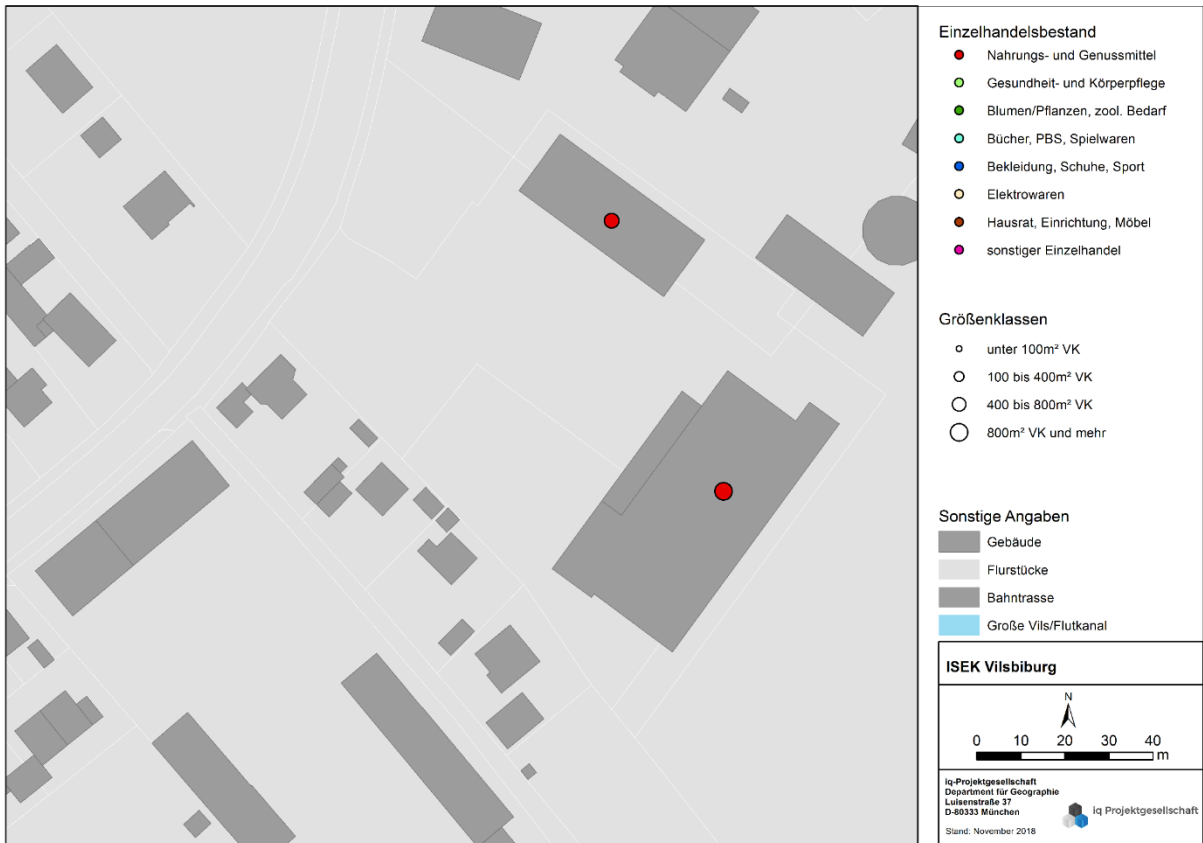 Einzelhandelsbestand
Nahrungs- und Genussmittel
Gesundheit- und Körperpflege
Blumen/Pflanzen, zool. Bedarf
Bücher, PBS, Spielwaren
Bekleidung, Schuhe, Sport
Elektrowaren
Hausrat, Einrichtung, Möbel
sonstiger Einzelhandel
Größenklassen
unter 100m² VK
100 bis 400m² VK
400 bis 800m² VK
800m² VK und mehr
Sonstige Angaben
Gebäude
Flurstücke
Bahntrasse
Große Vils/Flutkanal
ISEK Vilsbiburg
N
0 10 20 30 40
m
iq-Projektgesellschaft
Department für Geographie
Luisenstraße 37
D-80333 München
iq Projektgesellschaft
Stand: November 2018